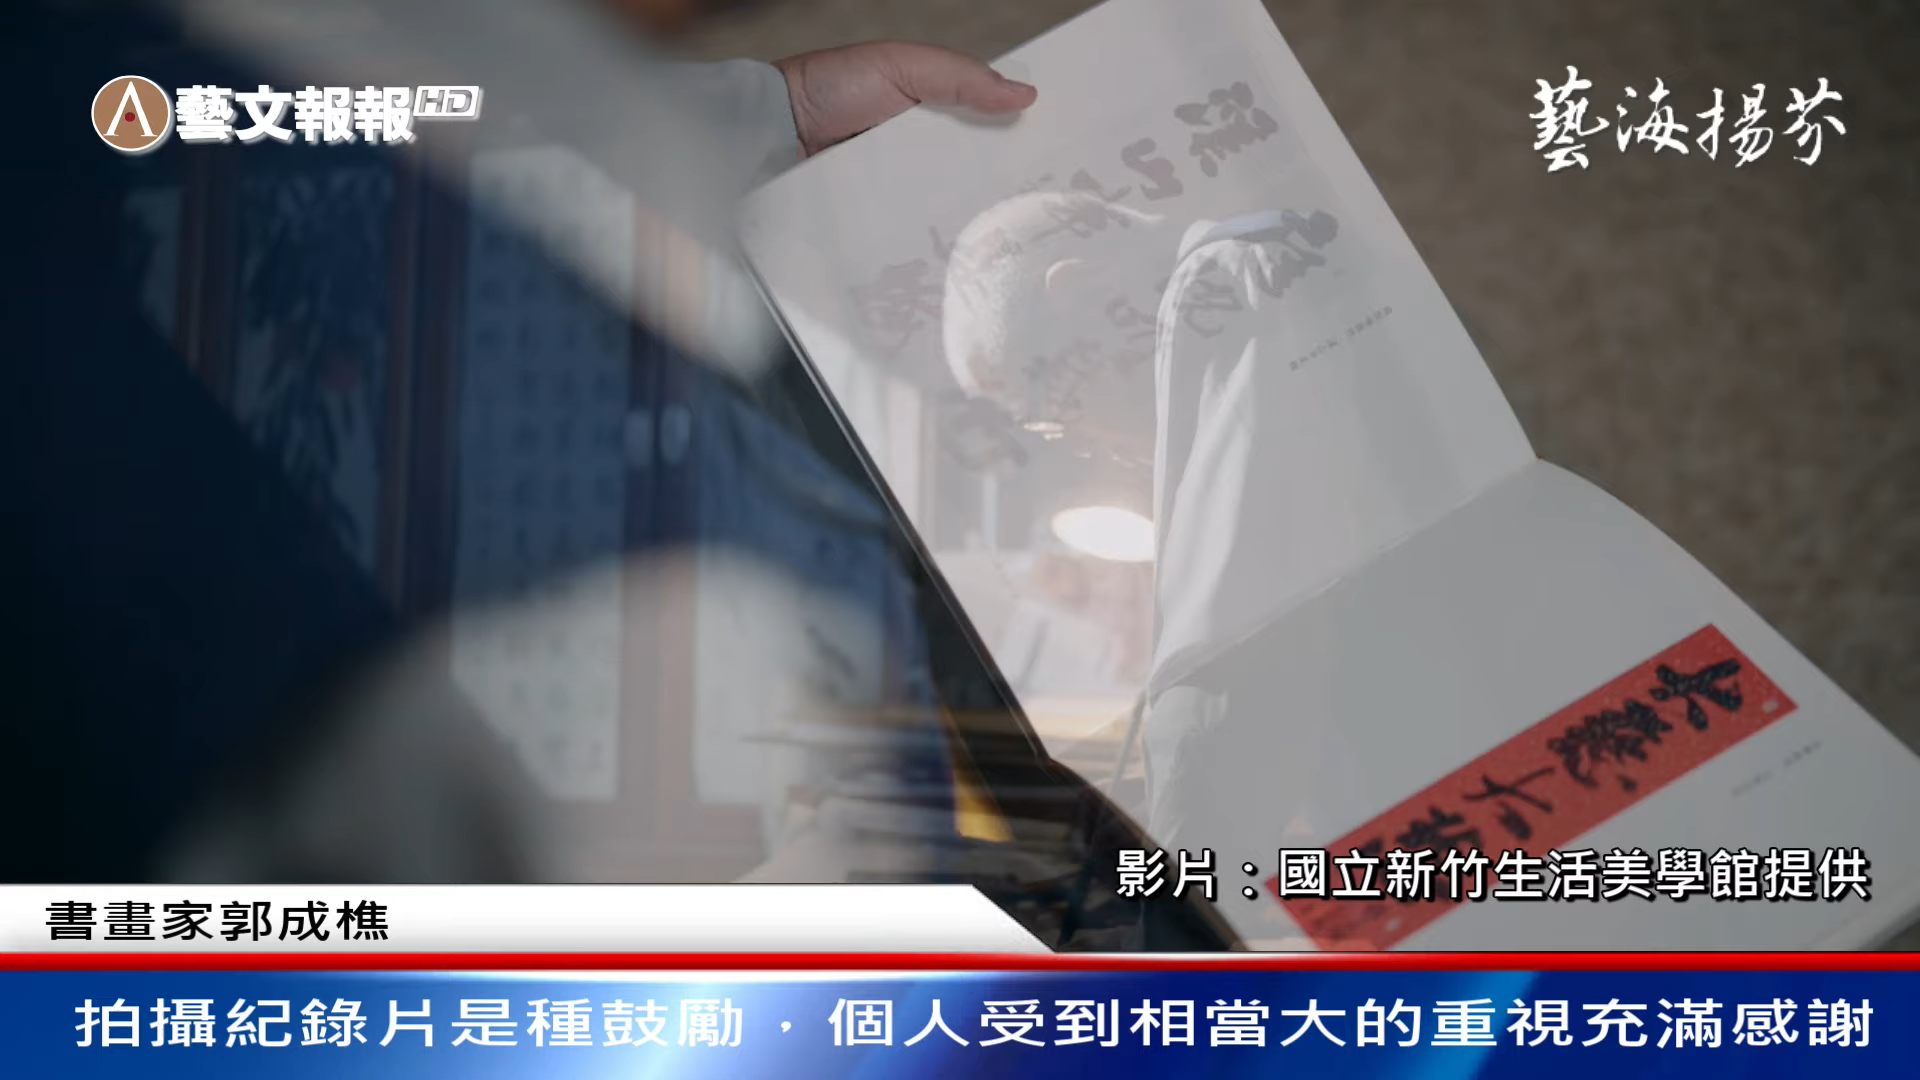 藝文報報HD
藝海揚芬
影片：國立新竹生活美學館提供
書畫家郭成樵
拍攝紀錄片是種鼓勵，個人受到相當大的重視充滿感謝